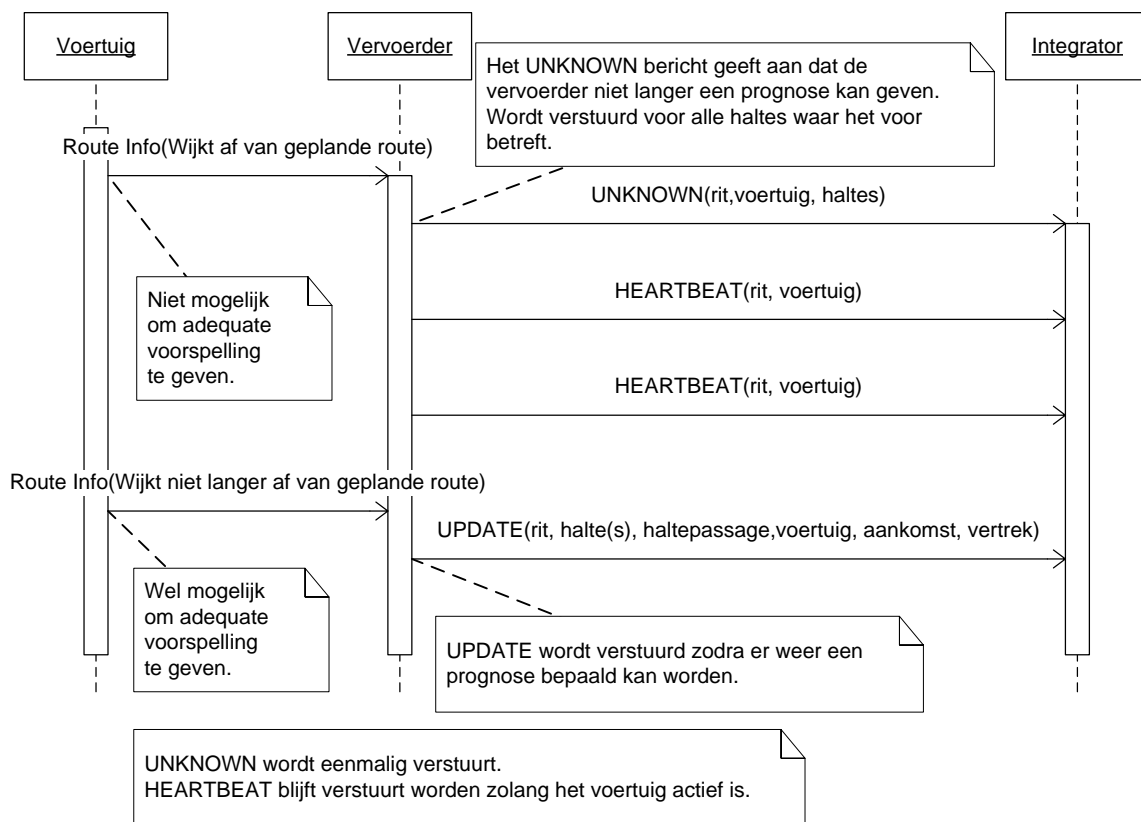 Voertuig
Vervoerder
Integrator
Het UNKNOWN bericht geeft aan dat de
vervoerder niet langer een prognose kan geven.
Wordt verstuurd voor alle haltes waar het voor
betreft.
Route Info(Wijkt af van geplande route)
UNKNOWN(rit,voertuig, haltes)
Niet mogelijk
om adequate
voorspelling
te geven.
HEARTBEAT(rit, voertuig)
HEARTBEAT(rit, voertuig)
Route Info(Wijkt niet langer af van geplande route)
UPDATE(rit, halte(s), haltepassage,voertuig, aankomst, vertrek)
Wel mogelijk
om adequate
voorspelling
te geven.
UPDATE wordt verstuurd zodra er weer een
prognose bepaald kan worden.
UNKNOWN wordt eenmalig verstuurt.
HEARTBEAT blijft verstuurt worden zolang het voertuig actief is.